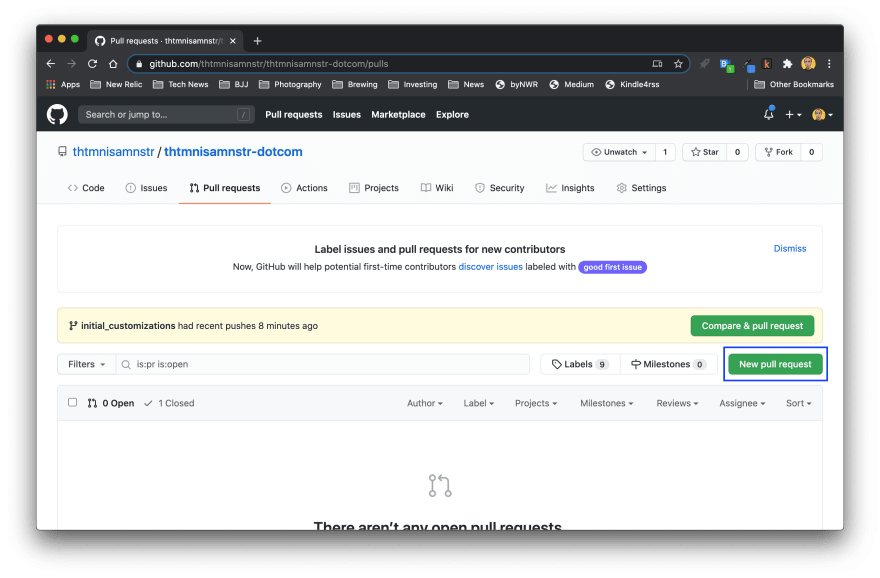 Pull requests · thtmnisamnstr/t
github.com/thtmnisamnstr/thtmnisamnstr-dotcom/pulls
Apps New Relic Tech News BJJ Photography Brewing Investing News byNWR Medium Kindle4rss Other Bookmarks
Search or jump to... / Pull requests Issues Marketplace Explore
thtmnisamnstr / thtmnisamnstr-dotcom Unwatch 1 Star 0 Fork 0
Code Issues Pull requests Actions Projects Wiki Security Insights Settings
Label issues and pull requests for new contributors Dismiss
Now, GitHub will help potential first-time contributors discover issues labeled with good first issue
initial_customizations had recent pushes 8 minutes ago Compare & pull request
Filters is:pr is:open Labels 9 Milestones 0 New pull request
0 Open 1 Closed Author Label Projects Milestones Reviews Assignee Sort
There aren't any open pull requests